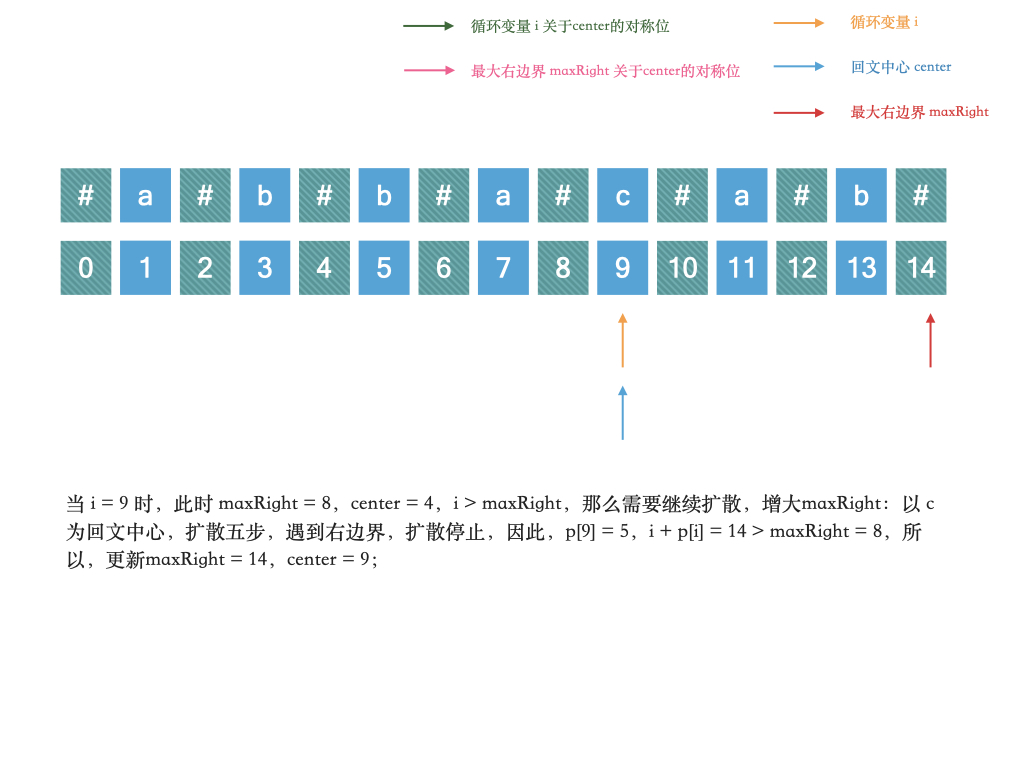 循环变量 i 关于center的对称位
循环变量 i
最大右边界 maxRight 关于center的对称位
回文中心 center
最大右边界 maxRight
# a # b # b # a # c # a # b #
0 1 2 3 4 5 6 7 8 9 10 11 12 13 14
当 i = 9 时，此时 maxRight = 8，center = 4，i > maxRight，那么需要继续扩散，增大maxRight：以 c
为回文中心，扩散五步，遇到右边界，扩散停止，因此，p[9] = 5，i + p[i] = 14 > maxRight = 8，所
以，更新maxRight = 14，center = 9；